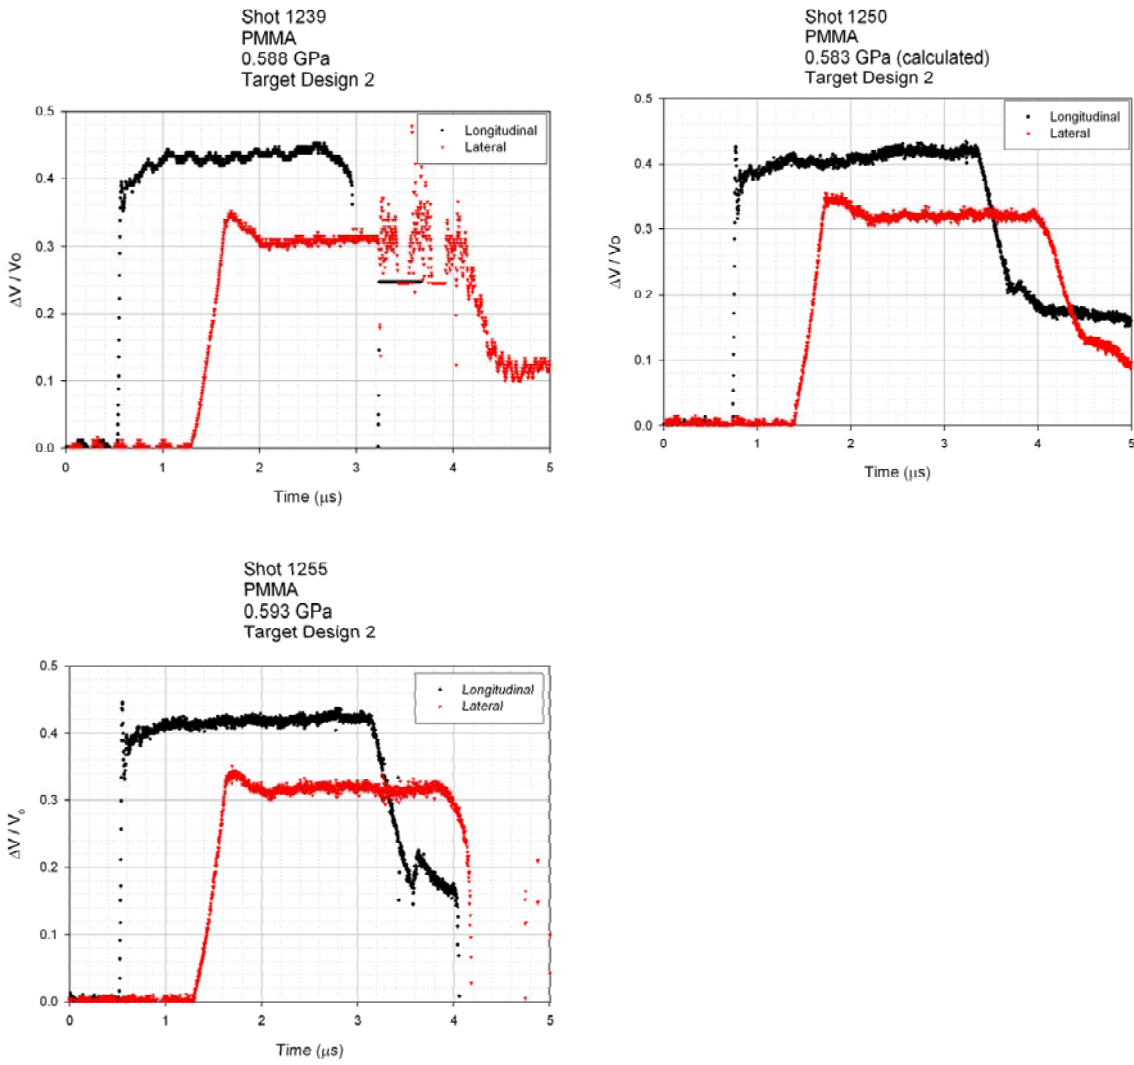 Shot 1239
PMMA
0.588 GPa
Target Design 2
0.5
0.4
0.3
0.2
0.1
0.0
ΔV / Vo
Longitudinal
Lateral
0 1 2 3 4 5
Time (μs)
Shot 1250
PMMA
0.583 GPa (calculated)
Target Design 2
0.5
0.4
0.3
0.2
0.1
0.0
ΔV / Vo
Longitudinal
Lateral
0 1 2 3 4 5
Time (μs)
Shot 1255
PMMA
0.593 GPa
Target Design 2
0.5
0.4
0.3
0.2
0.1
0.0
ΔV / V₀
Longitudinal
Lateral
0 1 2 3 4 5
Time (μs)